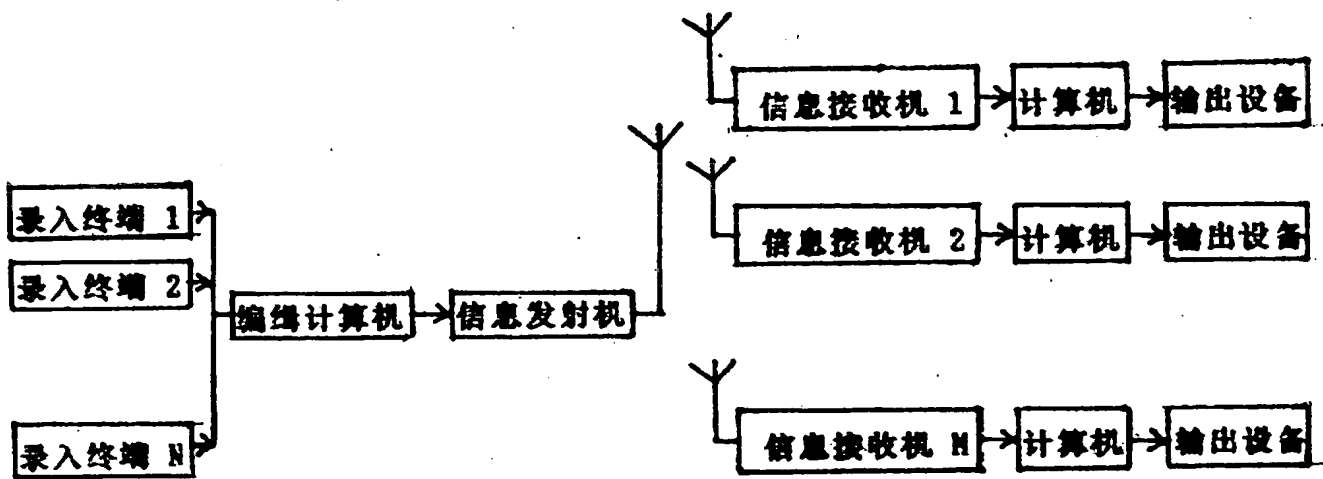 信息接收机 1
计算机
输出设备
录入终端 1
信息接收机 2
计算机
输出设备
录入终端 2
编辑计算机
信息发射机
录入终端 N
信息接收机 M
计算机
输出设备